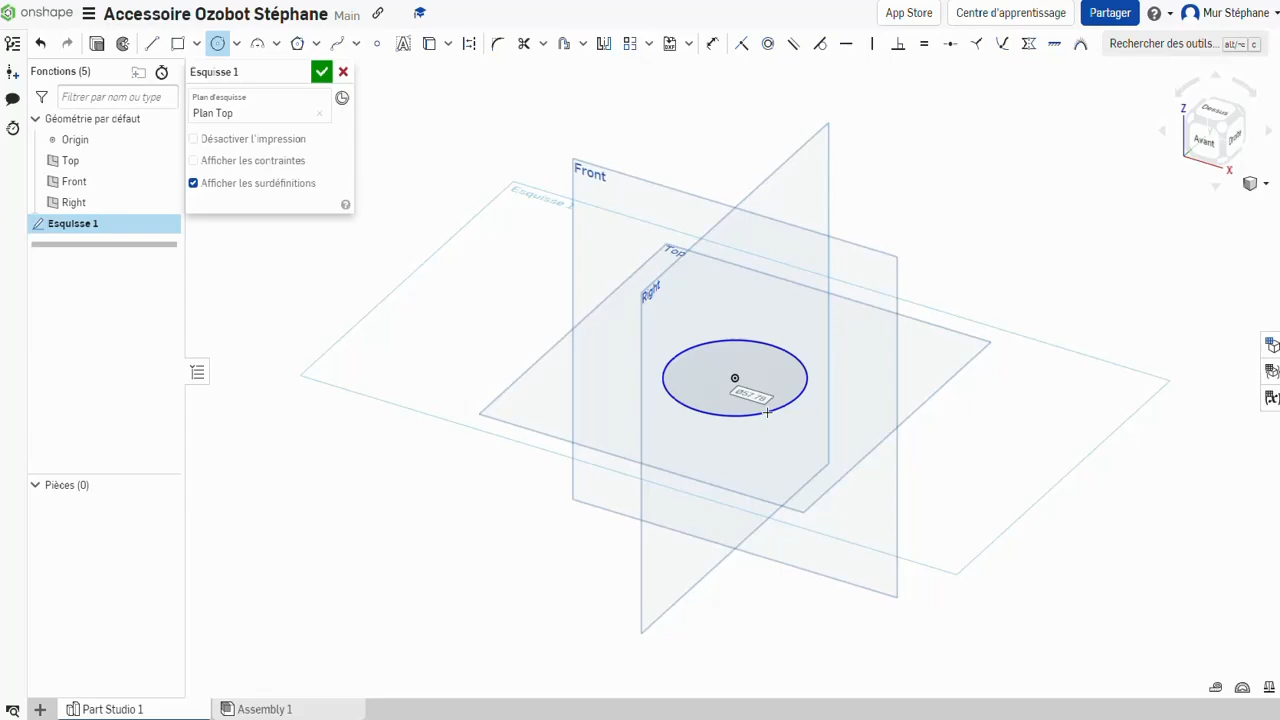 onshape
Accessoire Ozobot Stéphane
Main
App Store
Centre d'apprentissage
Partager
Mur Stéphane
Rechercher des outils...
alt/⌥
c
Fonctions (5)
Filtrer par nom ou type
Géométrie par défaut
Origin
Top
Front
Right
Esquisse 1
Pièces (0)
Esquisse 1
Plan d'esquisse
Plan Top
Désactiver l'impression
Afficher les contraintes
Afficher les surdéfinitions
Front
Esquisse 1
Top
Right
Ø57.78
Z
Dessus
Avant
Droite
X
Part Studio 1
Assembly 1